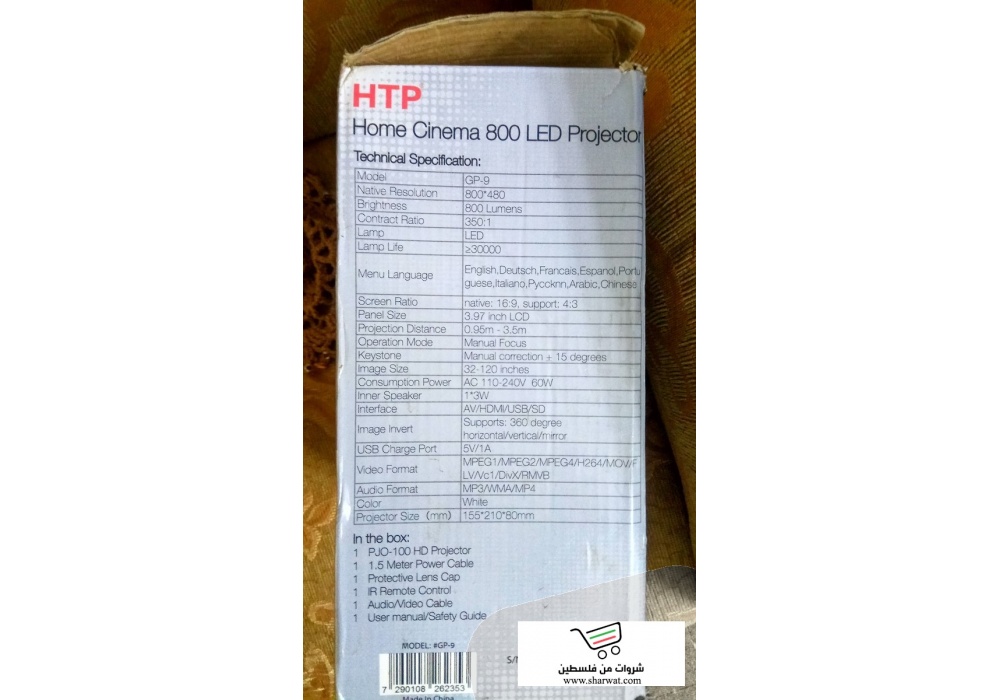 HTP
Home Cinema 800 LED Projector
Technical Specification:
Model GP-9
Native Resolution 800*480
Brightness 800 Lumens
Contract Ratio 350:1
Lamp LED
Lamp Life ≥30000
Menu Language English,Deutsch,Francais,Espanol,Portu
guese,Italiano,Pyccknn,Arabic,Chinese
Screen Ratio native: 16:9, support: 4:3
Panel Size 3.97 inch LCD
Projection Distance 0.95m - 3.5m
Operation Mode Manual Focus
Keystone Manual correction + 15 degrees
Image Size 32-120 inches
Consumption Power AC 110-240V 60W
Inner Speaker 1*3W
Interface AV/HDMI/USB/SD
Image Invert Supports: 360 degree
horizontal/vertical/mirror
USB Charge Port 5V/1A
Video Format MPEG1/MPEG2/MPEG4/H264/MOV/F
LV/Vc1/DivX/RMVB
Audio Format MP3/WMA/MP4
Color White
Projector Size (mm) 155*210*80mm
In the box:
1 PJO-100 HD Projector
1 1.5 Meter Power Cable
1 Protective Lens Cap
1 IR Remote Control
1 Audio/Video Cable
1 User manual/Safety Guide
MODEL: #GP-9
S/N
7 290108 262353
Made in China
شروات من فلسطين
www.sharwat.com